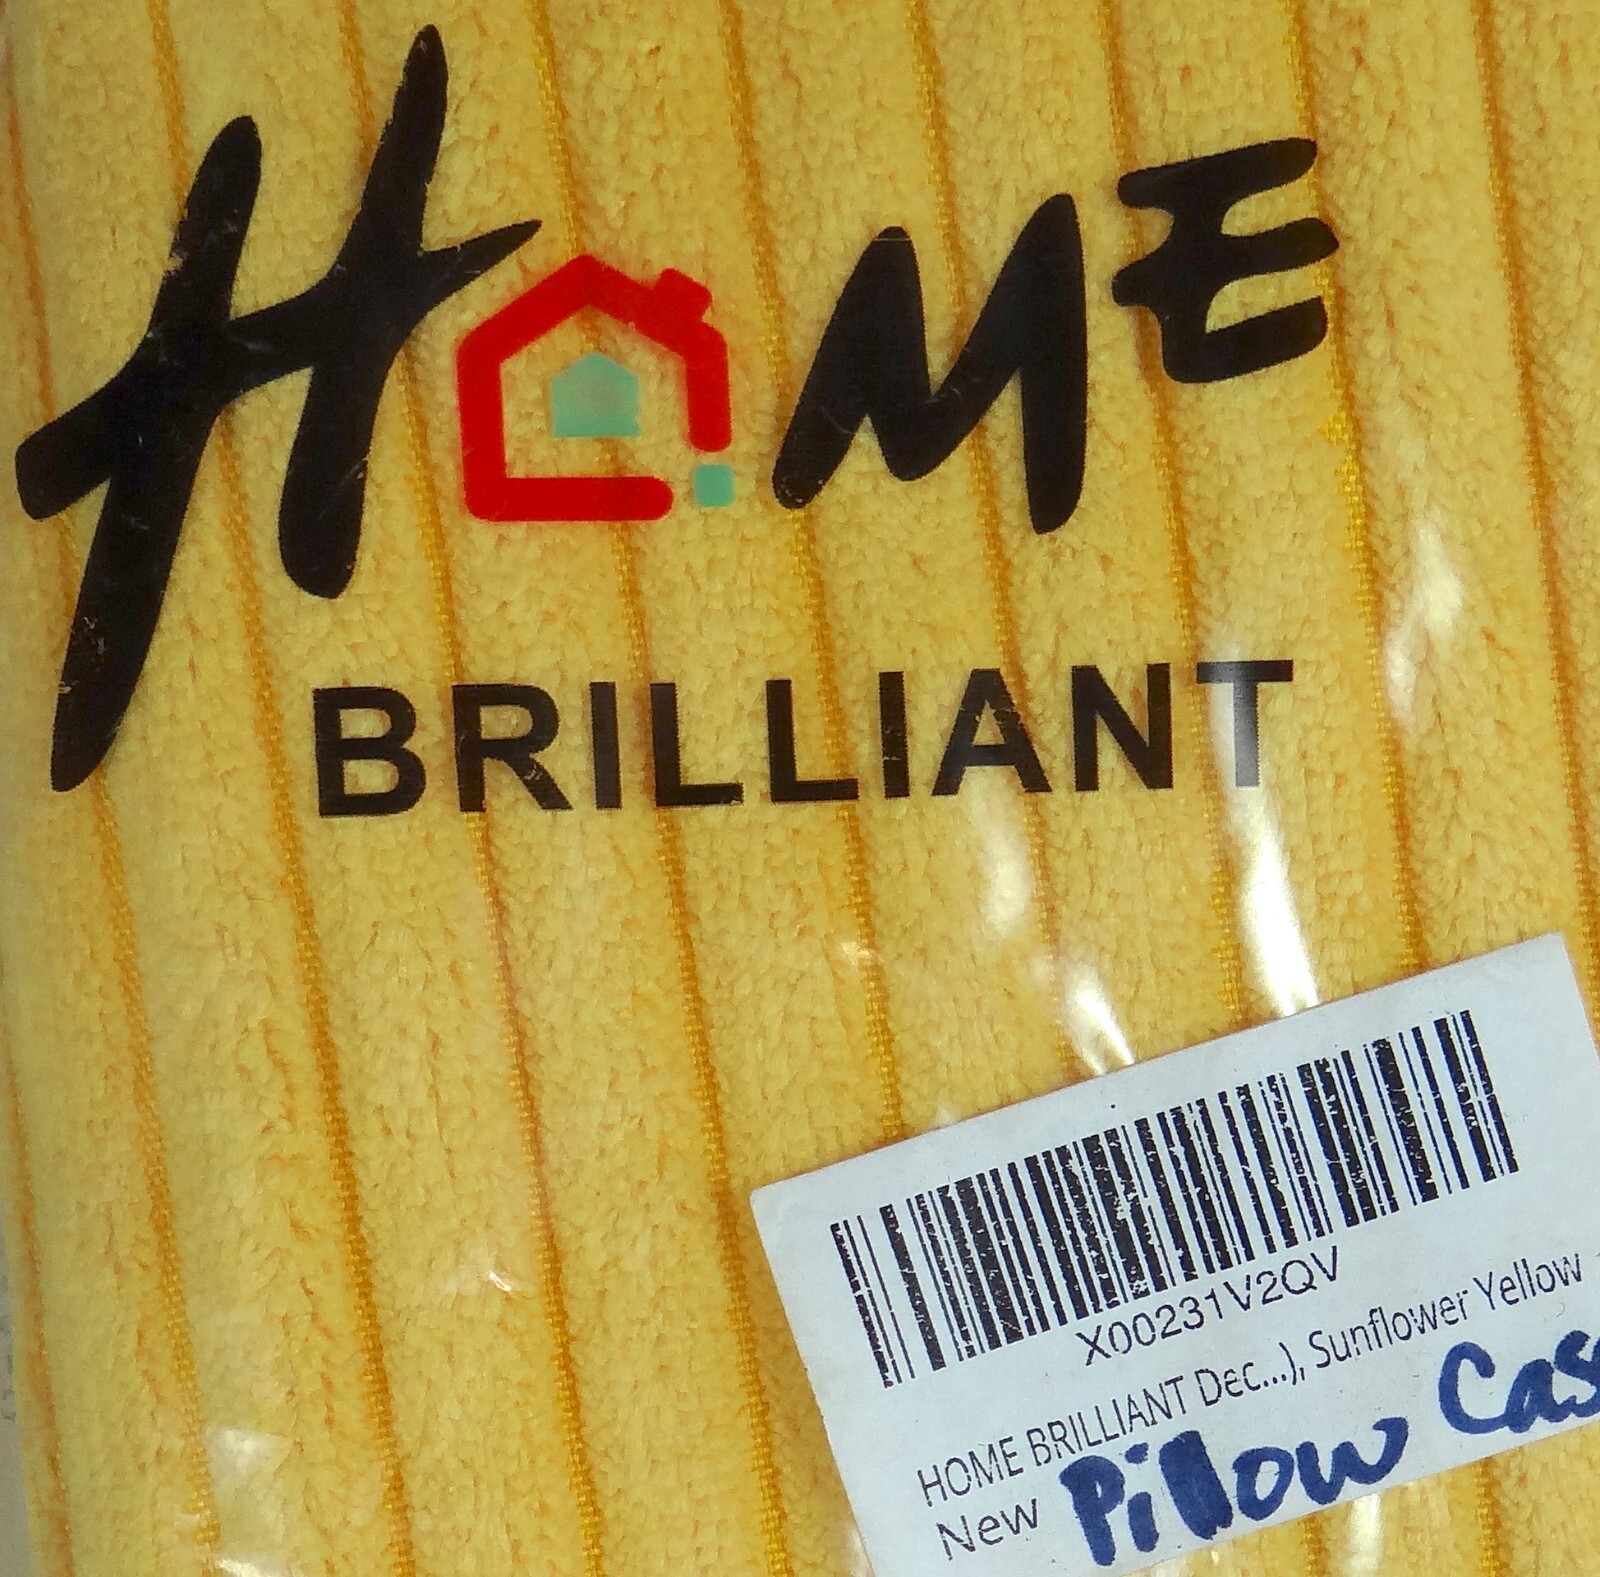 HOME
BRILLIANT
X00231V2QV
HOME BRILLIANT Dec...), Sunflower Yellow
New Pillow Cas